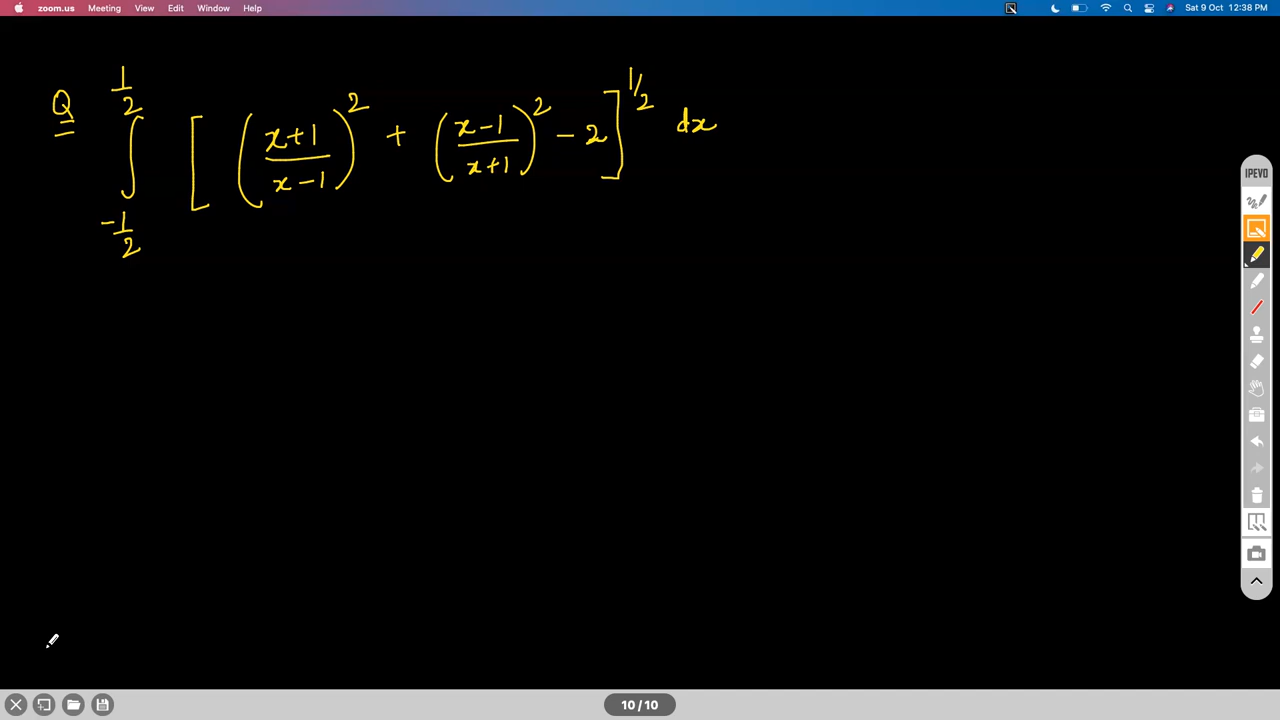 zoom.us Meeting View Edit Window Help Sat 9 Oct 12:38 PM
Q ∫_{-1/2}^{1/2} [ ( (x+1)/(x-1) )^2 + ( (x-1)/(x+1) )^2 - 2 ]^{1/2} dx
IPEVO
10 / 10